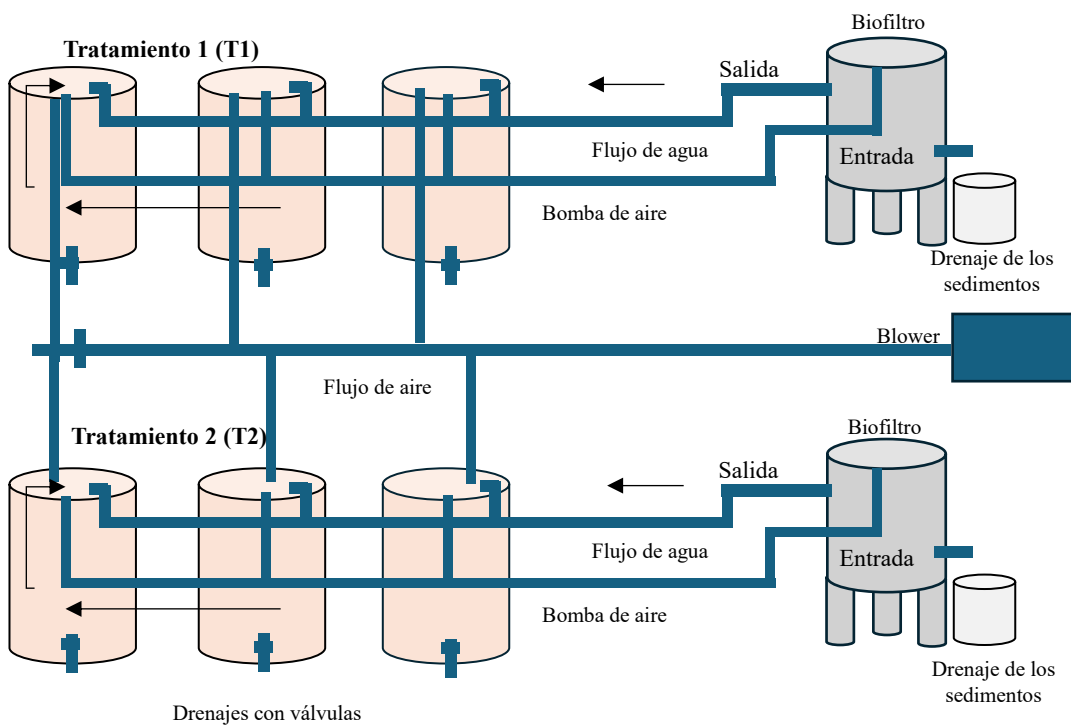 Biofiltro
Tratamiento 1 (T1)
Salida
Flujo de agua
Entrada
Bomba de aire
Drenaje de los
sedimentos
Blower
Flujo de aire
Tratamiento 2 (T2)
Biofiltro
Salida
Flujo de agua
Entrada
Bomba de aire
Drenaje de los
sedimentos
Drenajes con válvulas